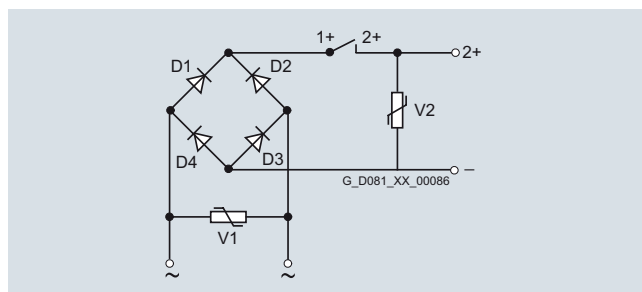 1+ 2+ 2+
D1 D2
V2
D4 D3
−
G_D081_XX_00086
V1
~ ~